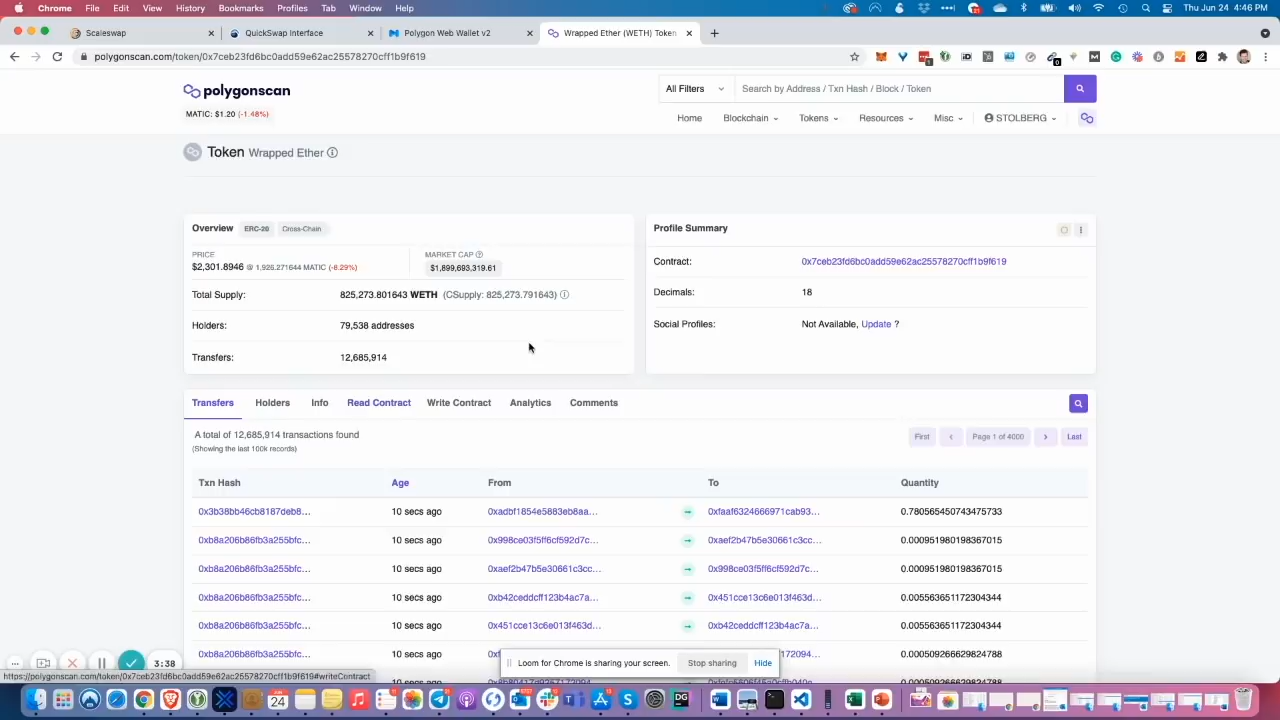 Chrome File Edit View History Bookmarks Profiles Tab Window Help Thu Jun 24 4:46 PM
Scaleswap QuickSwap Interface Polygon Web Wallet v2 Wrapped Ether (WETH) Token
polygonscan.com/token/0x7ceb23fd6bc0add59e62ac25578270cff1b9f619
polygonscan
All Filters Search by Address / Txn Hash / Block / Token
MATIC: $1.20 (-1.48%)
Home Blockchain Tokens Resources Misc STOLBERG
Token Wrapped Ether
Overview ERC-20 Cross-Chain
PRICE
$2,301.8946 @ 1,926.271644 MATIC (-8.29%)
MARKET CAP
$1,899,693,319.61
Total Supply: 825,273.801643 WETH (CSupply: 825,273.791643)
Holders: 79,538 addresses
Transfers: 12,685,914
Profile Summary
Contract: 0x7ceb23fd6bc0add59e62ac25578270cff1b9f619
Decimals: 18
Social Profiles: Not Available, Update ?
Transfers Holders Info Read Contract Write Contract Analytics Comments
A total of 12,685,914 transactions found
(Showing the last 100k records)
First Page 1 of 4000 Last
Txn Hash Age From To Quantity
0x3b38bb46cb8187deb8... 10 secs ago 0xadbf1854e5883eb8aa... 0xfaaf6324666971cab93... 0.780565450743475733
0xb8a206b86fb3a255bfc... 10 secs ago 0x998ce03f5ff6cf592d7c... 0xaef2b47b5e30661c3cc... 0.000951980198367015
0xb8a206b86fb3a255bfc... 10 secs ago 0xaef2b47b5e30661c3cc... 0x998ce03f5ff6cf592d7c... 0.000951980198367015
0xb8a206b86fb3a255bfc... 10 secs ago 0xb42ceddcff123b4ac7a... 0x451cce13c6e013f463d... 0.005563651172304344
0xb8a206b86fb3a255bfc... 10 secs ago 0x451cce13c6e013f463d... 0xb42ceddcff123b4ac7a... 0.005563651172304344
0xb8a206b86fb3a255bfc... 10 secs ago 0.000509266629824788
3:38
Loom for Chrome is sharing your screen. Stop sharing Hide
https://polygonscan.com/token/0x7ceb23fd6bc0add59e62ac25578270cff1b9f619#writeContract